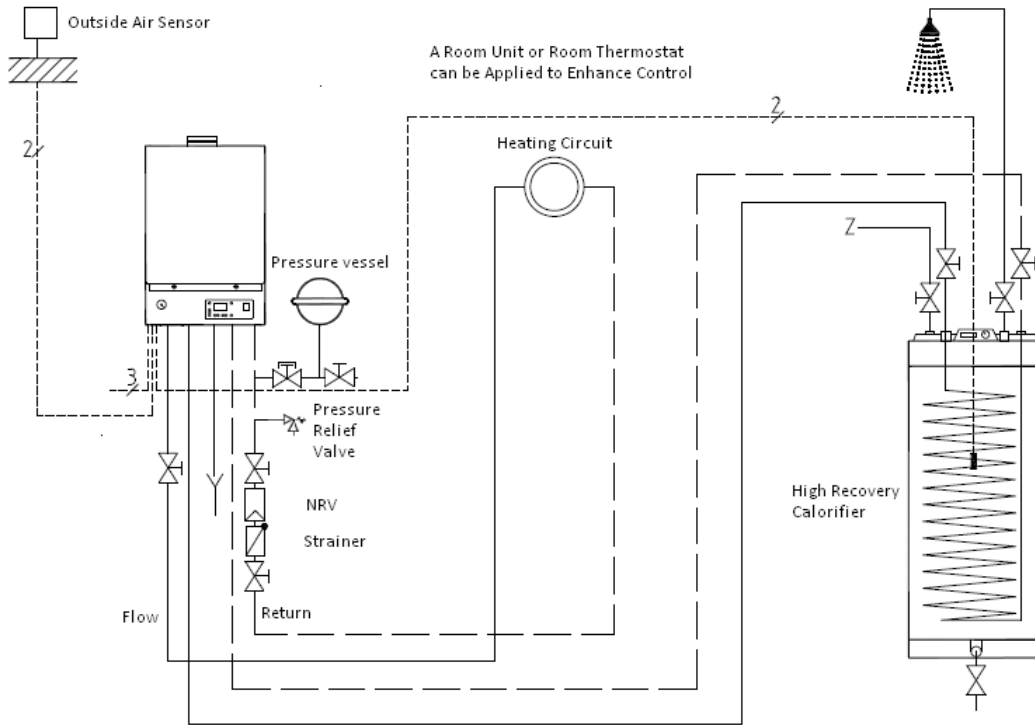 Outside Air Sensor
A Room Unit or Room Thermostat
can be Applied to Enhance Control
2
2
Heating Circuit
Z
Pressure vessel
3
Pressure
Relief
Valve
NRV
High Recovery
Calorifier
Strainer
Flow
Return